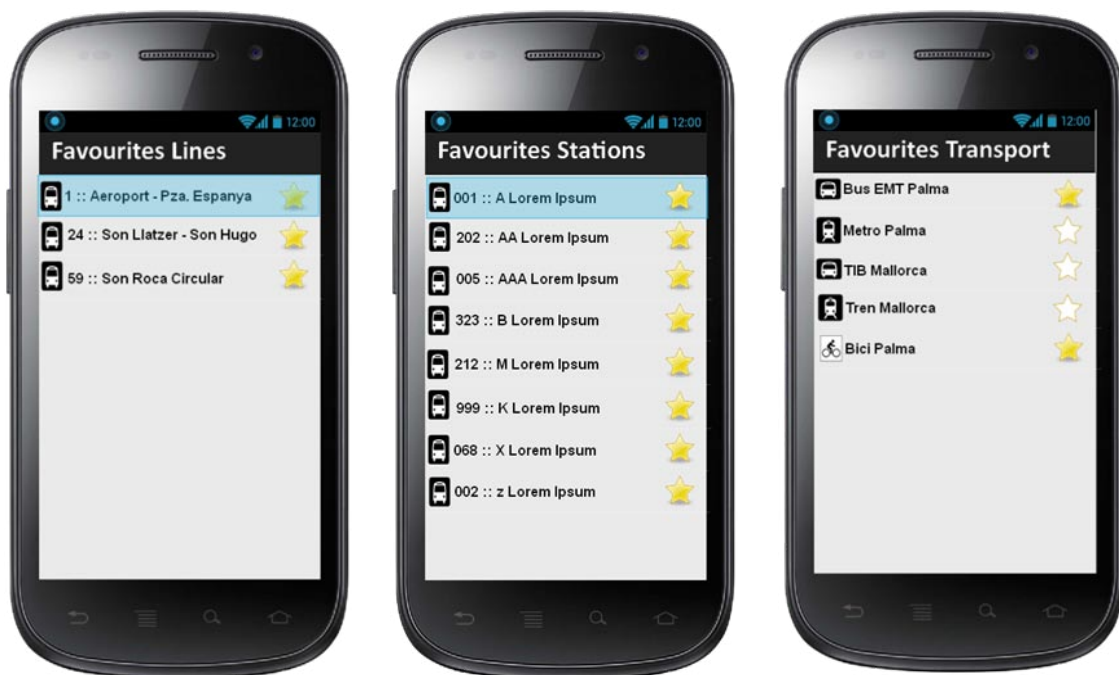 12:00
Favourites Lines
1 :: Aeroport - Pza. Espanya
24 :: Son Llatzer - Son Hugo
59 :: Son Roca Circular
12:00
Favourites Stations
001 :: A Lorem Ipsum
202 :: AA Lorem Ipsum
005 :: AAA Lorem Ipsum
323 :: B Lorem Ipsum
212 :: M Lorem Ipsum
999 :: K Lorem Ipsum
068 :: X Lorem Ipsum
002 :: z Lorem Ipsum
12:00
Favourites Transport
Bus EMT Palma
Metro Palma
TIB Mallorca
Tren Mallorca
Bici Palma